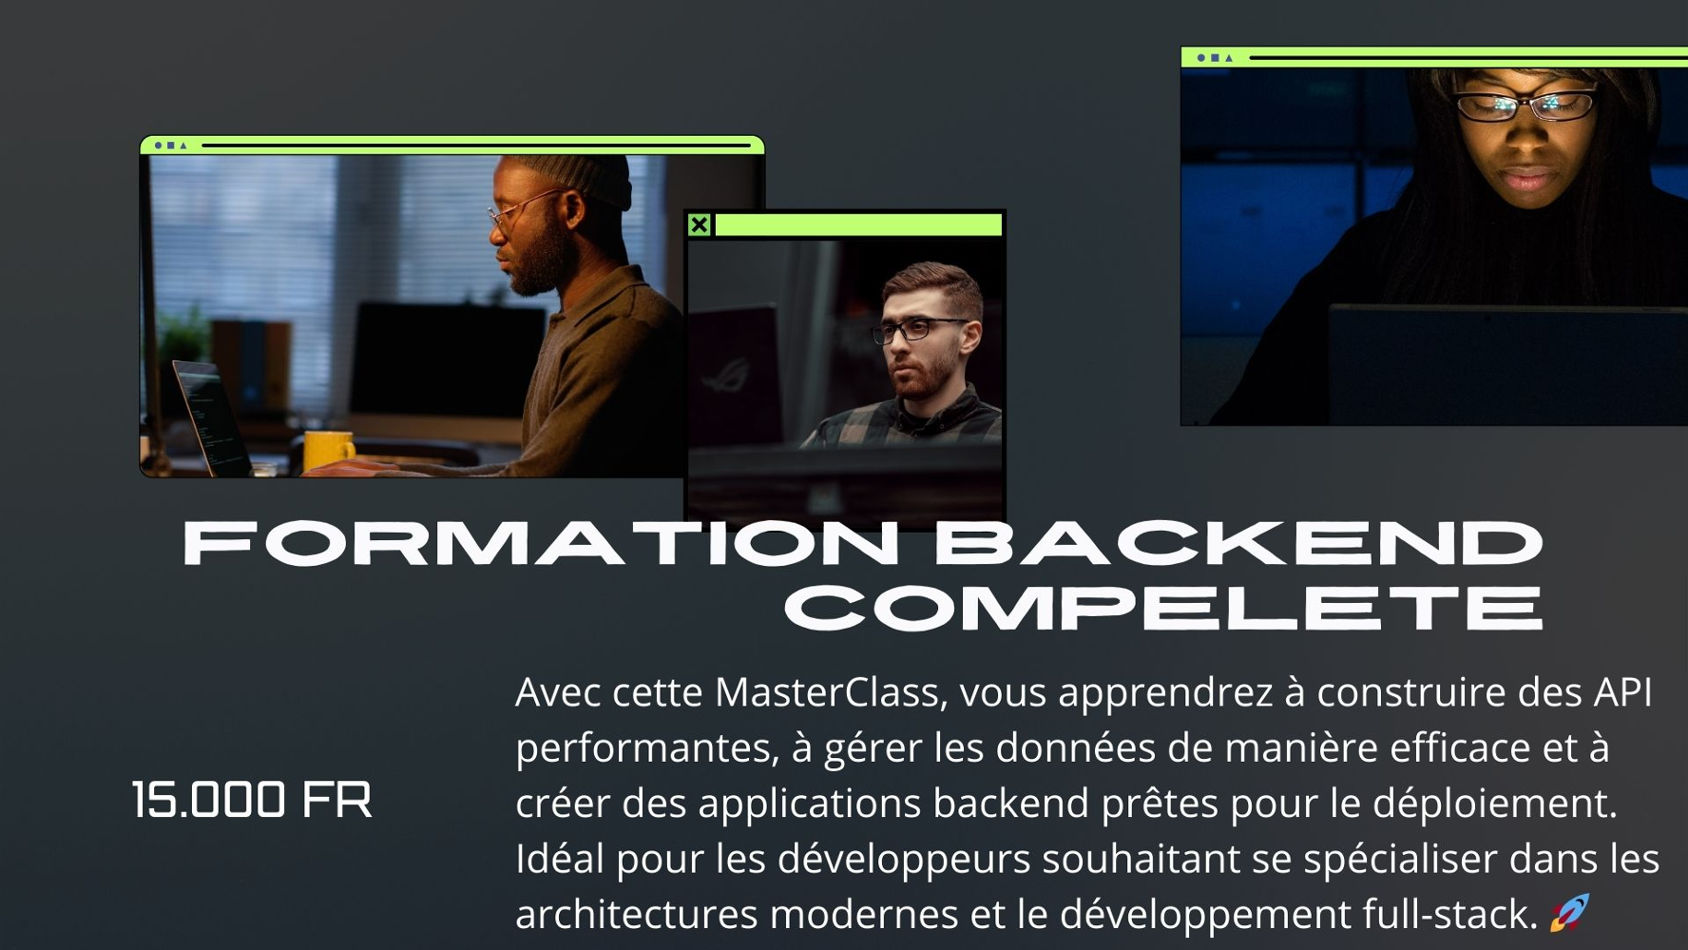 FORMATION BACKEND
COMPELETE
15.000 FR
Avec cette MasterClass, vous apprendrez à construire des API
performantes, à gérer les données de manière efficace et à
créer des applications backend prêtes pour le déploiement.
Idéal pour les développeurs souhaitant se spécialiser dans les
architectures modernes et le développement full-stack. 🚀